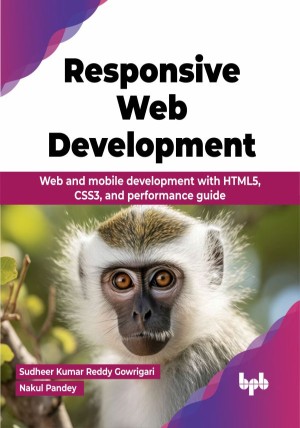 Responsive
Web
Development
Web and mobile development with HTML5,
CSS3, and performance guide
Sudheer Kumar Reddy Gowrigari
Nakul Pandey
bpb